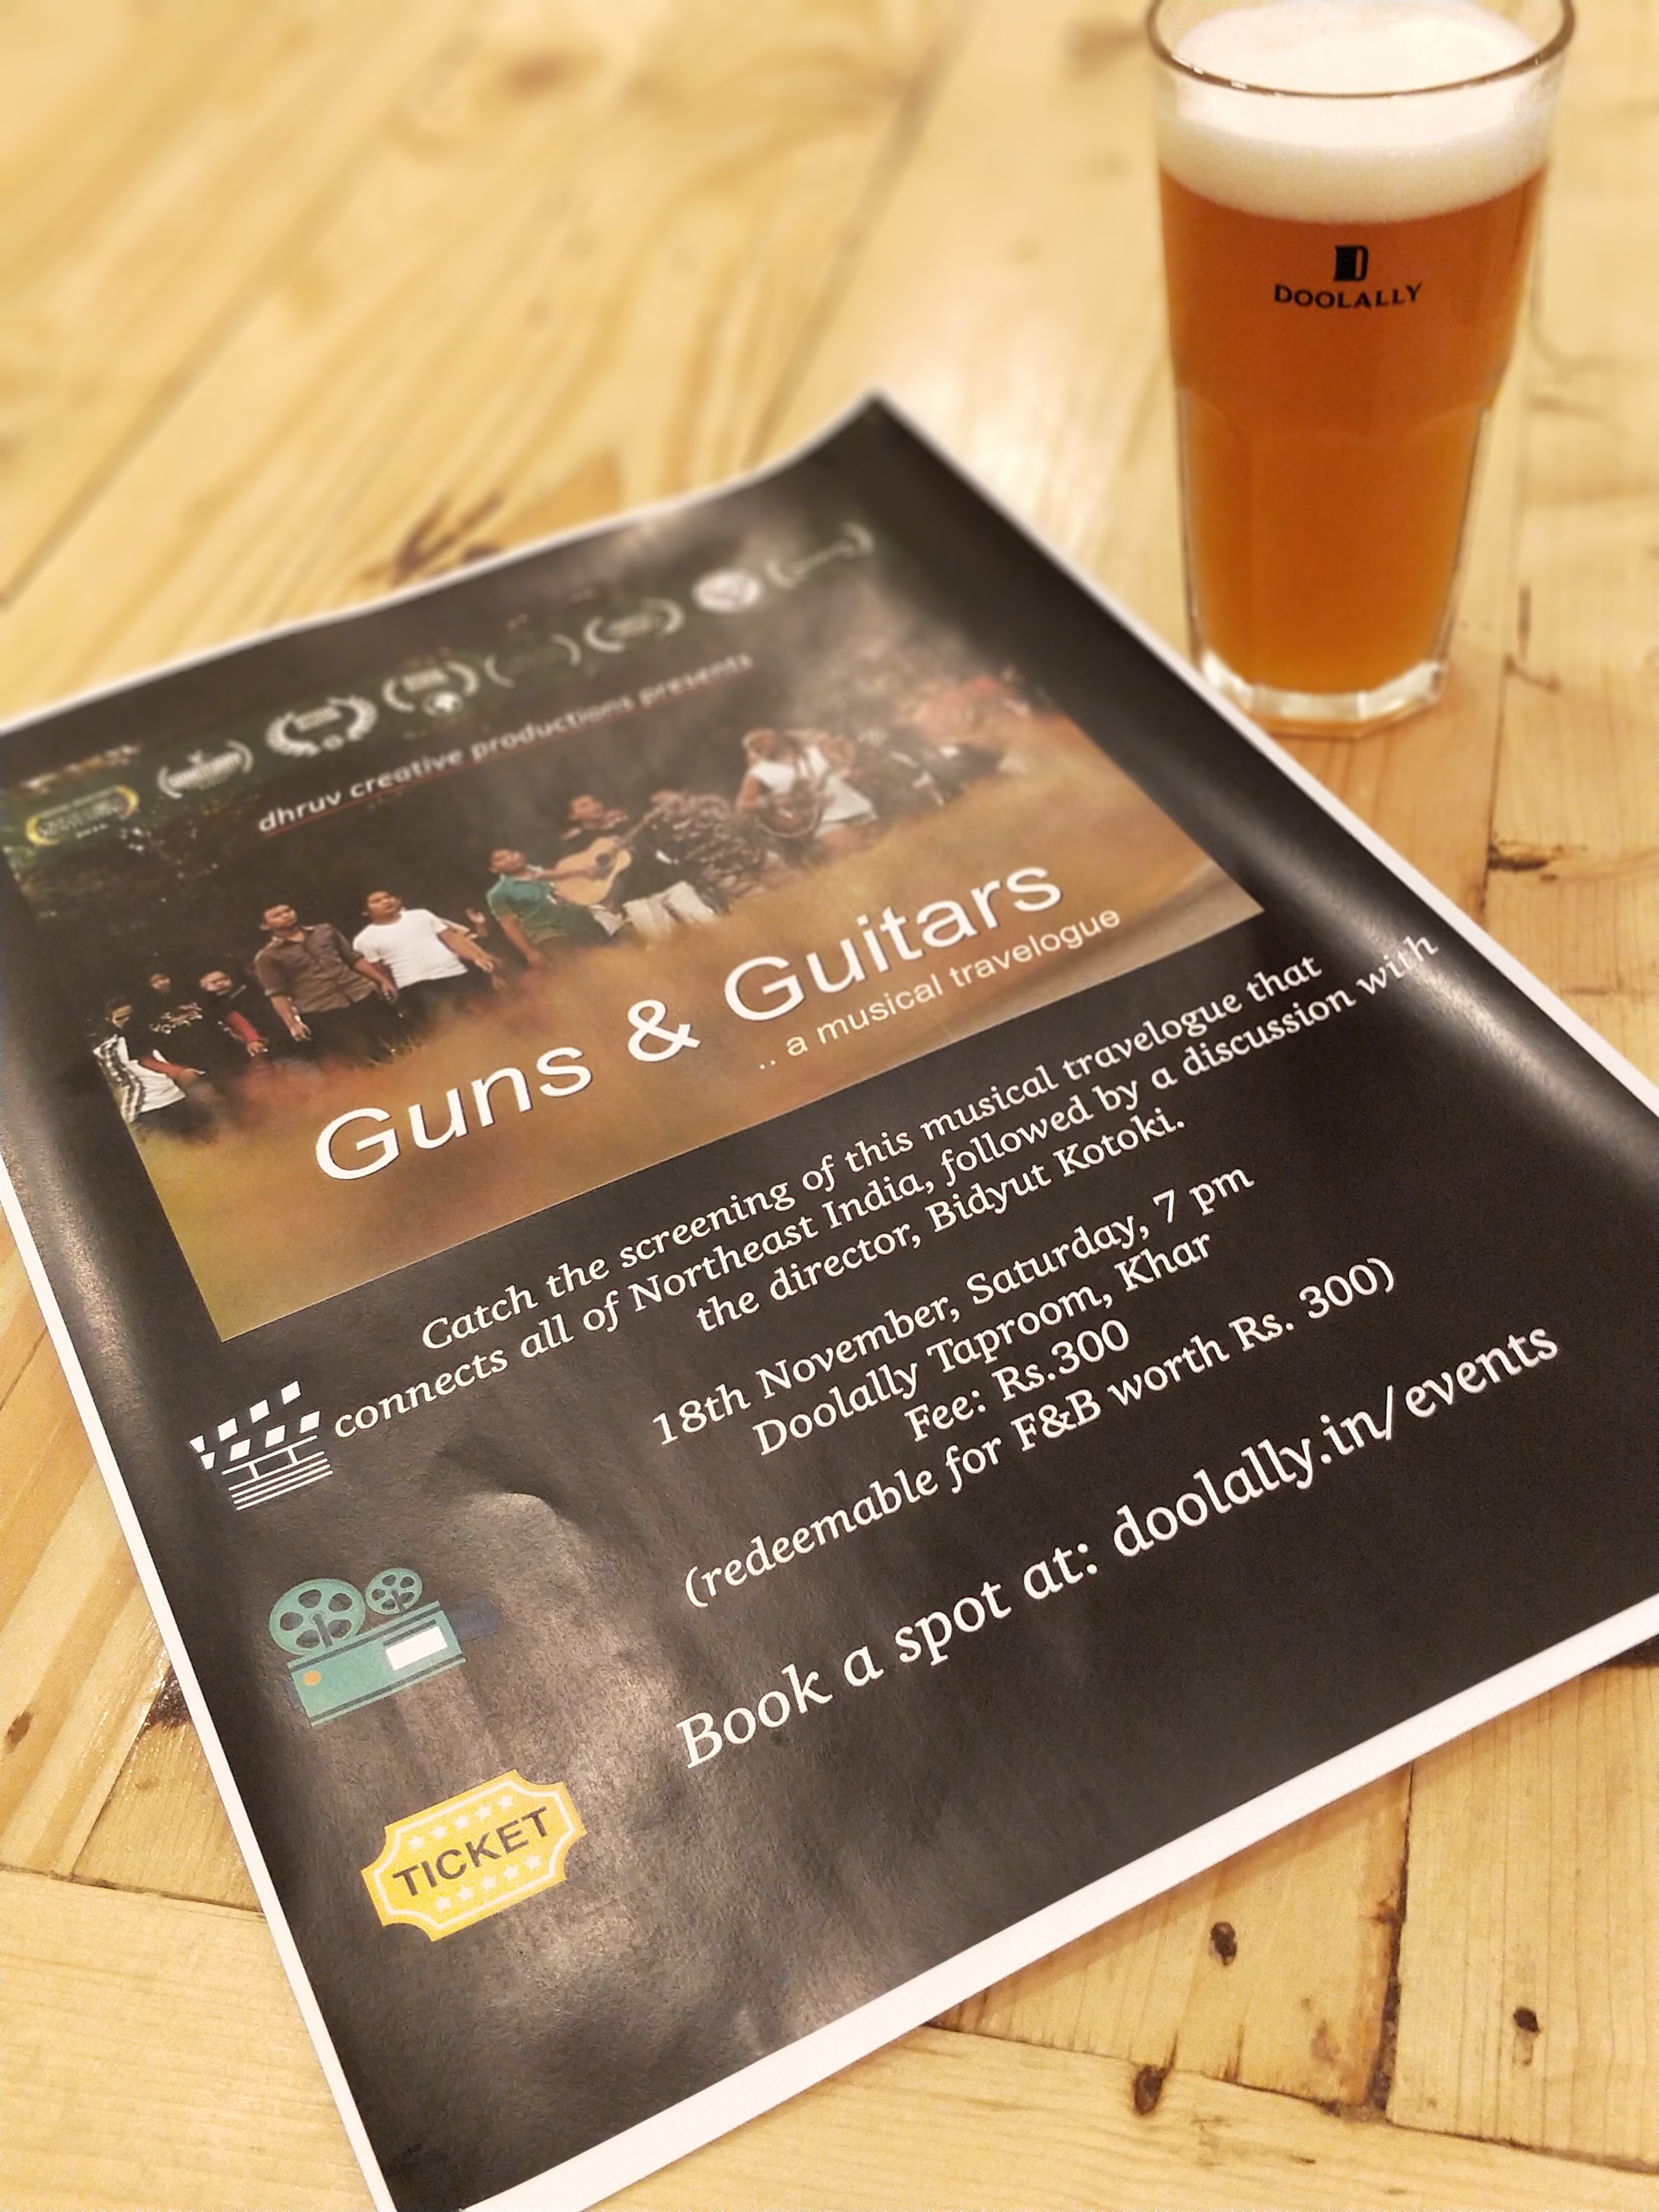 DOOLALLY
dhruv creative productions presents
Guns & Guitars
.. a musical travelogue
Catch the screening of this musical travelogue that
connects all of Northeast India, followed by a discussion with
the director, Bidyut Kotoki.
18th November, Saturday, 7 pm
Doolally Taproom, Khar
Fee: Rs.300
(redeemable for F&B worth Rs. 300)
Book a spot at: doolally.in/events
TICKET